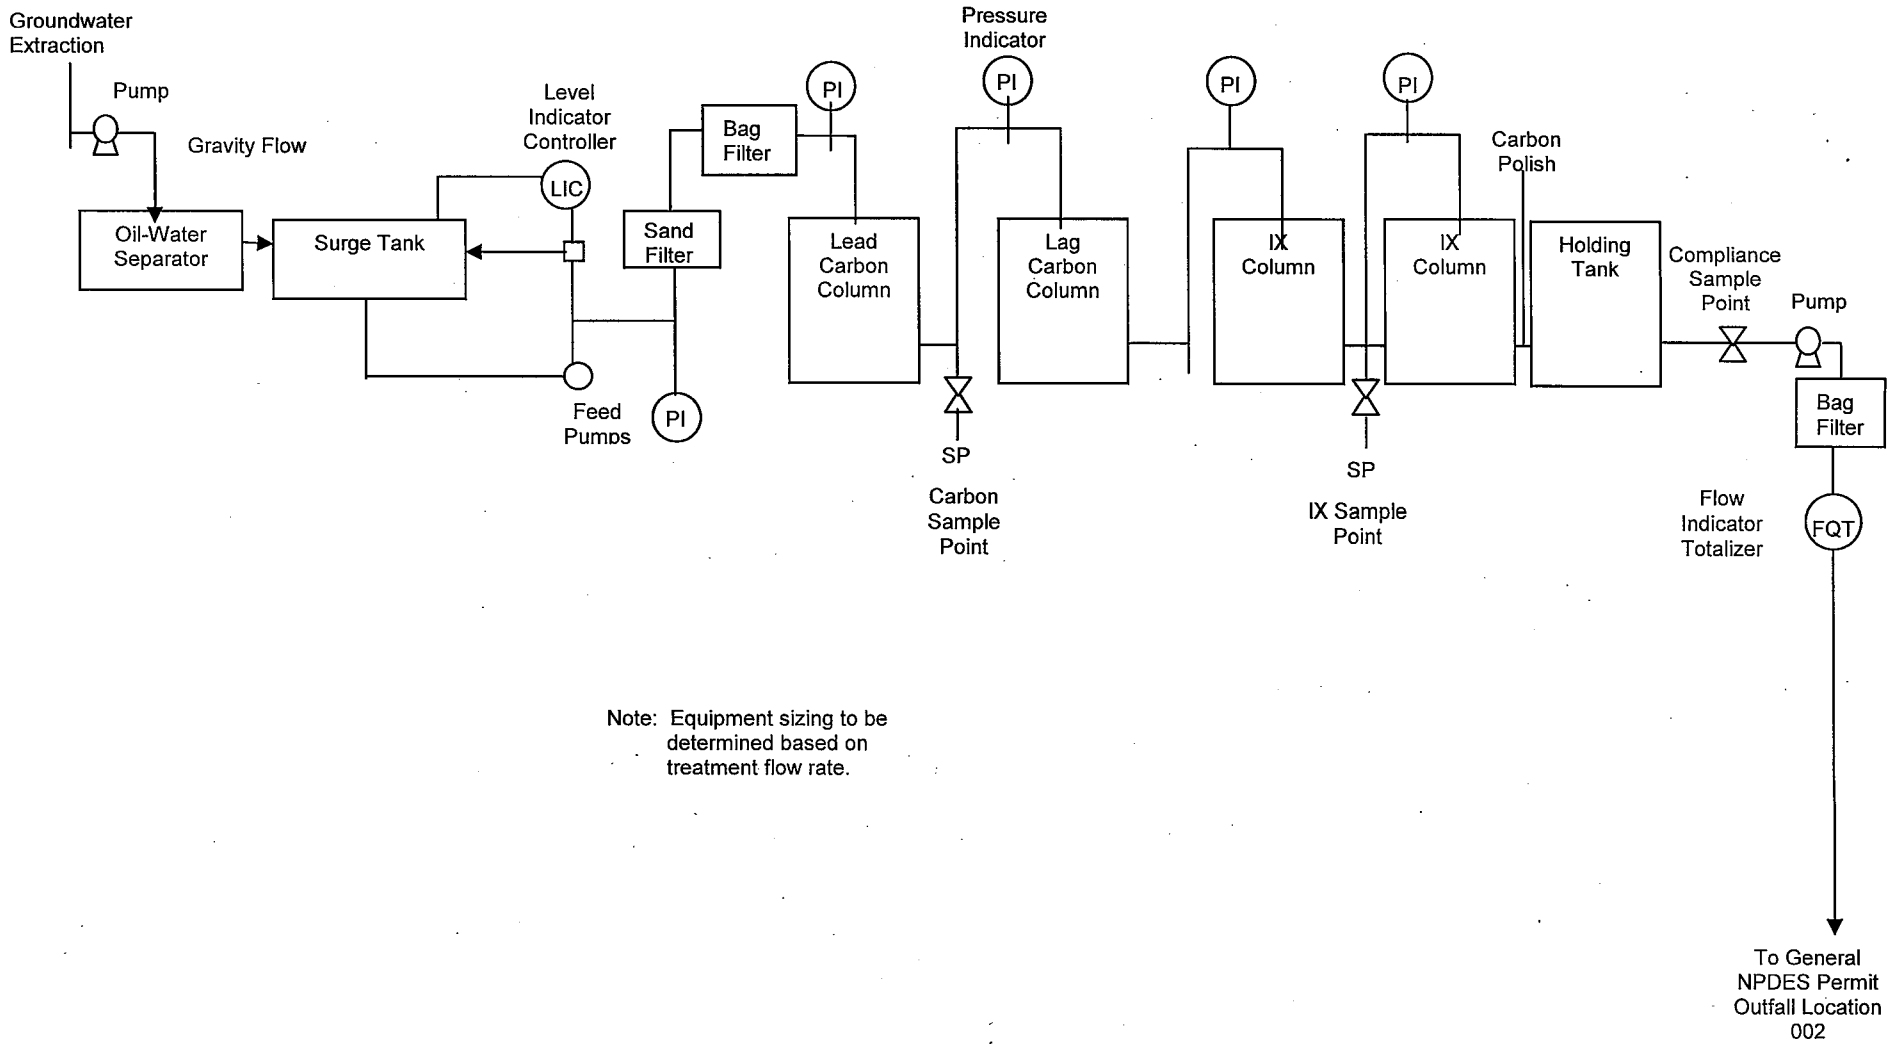 Groundwater
Extraction
Pump
Gravity Flow
Oil-Water
Separator
Surge Tank
Level
Indicator
Controller
LIC
Feed
Pumps
PI
Sand
Filter
Bag
Filter
PI
Lead
Carbon
Column
SP
Carbon
Sample
Point
Pressure
Indicator
PI
Lag
Carbon
Column
PI
IX
Column
PI
IX
Column
SP
IX Sample
Point
Carbon
Polish
Holding
Tank
Compliance
Sample
Point
Pump
Bag
Filter
Flow
Indicator
Totalizer
FQT
To General
NPDES Permit
Outfall Location
002
Note: Equipment sizing to be
determined based on
treatment flow rate.